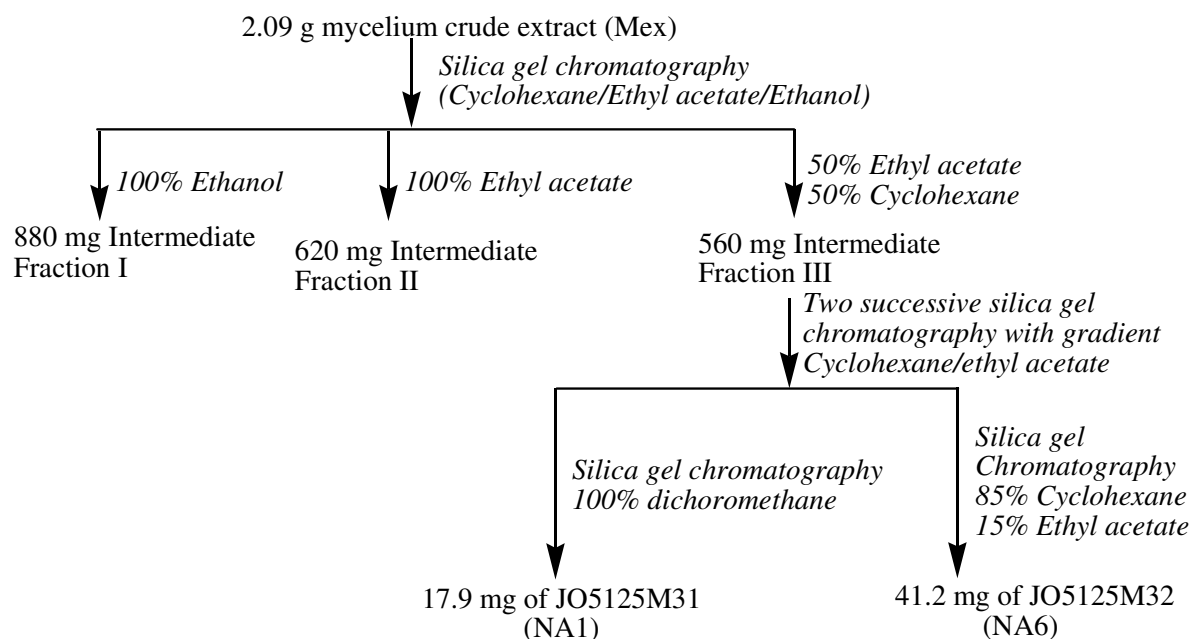 2.09 g mycelium crude extract (Mex)
Silica gel chromatography
(Cyclohexane/Ethyl acetate/Ethanol)
100% Ethanol
100% Ethyl acetate
50% Ethyl acetate
50% Cyclohexane
880 mg Intermediate
Fraction I
620 mg Intermediate
Fraction II
560 mg Intermediate
Fraction III
Two successive silica gel
chromatography with gradient
Cyclohexane/ethyl acetate
Silica gel chromatography
100% dichoromethane
Silica gel
Chromatography
85% Cyclohexane
15% Ethyl acetate
17.9 mg of JO5125M31
(NA1)
41.2 mg of JO5125M32
(NA6)